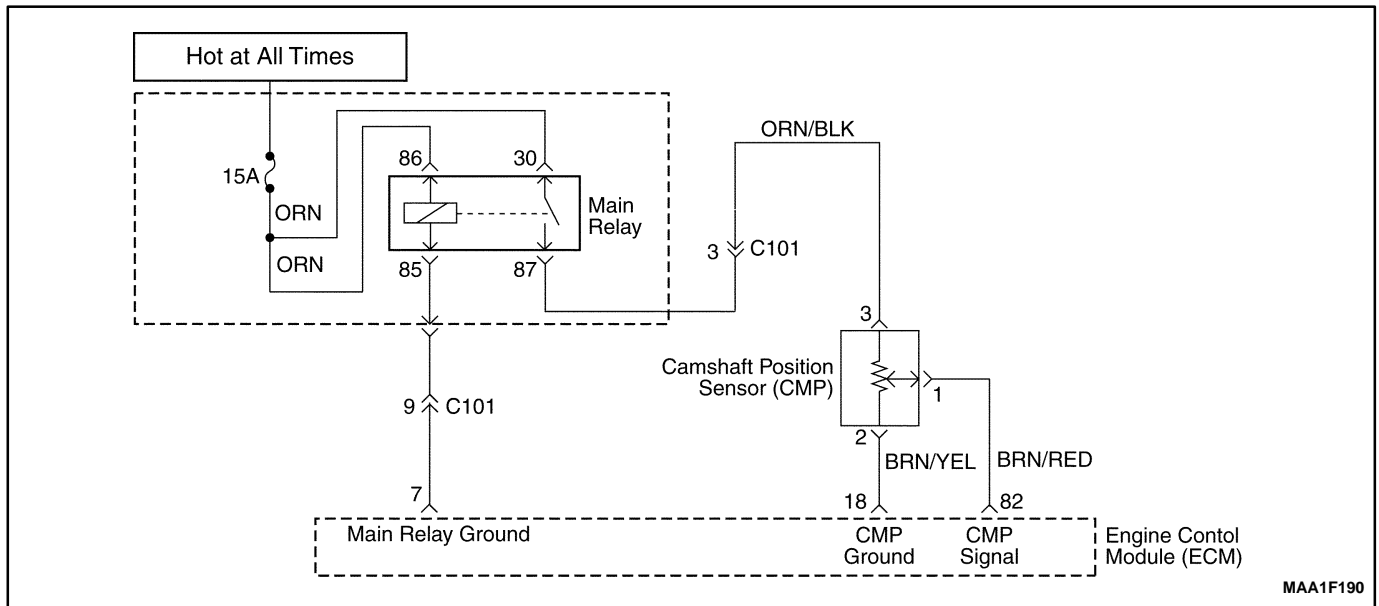 Hot at All Times
ORN/BLK
86
30
15A
ORN
Main
Relay
ORN
85
87
3
C101
3
Camshaft Position
Sensor (CMP)
1
9
C101
2
BRN/YEL
BRN/RED
7
18
82
Main Relay Ground
CMP
Ground
CMP
Signal
Engine Contol
Module (ECM)
MAA1F190